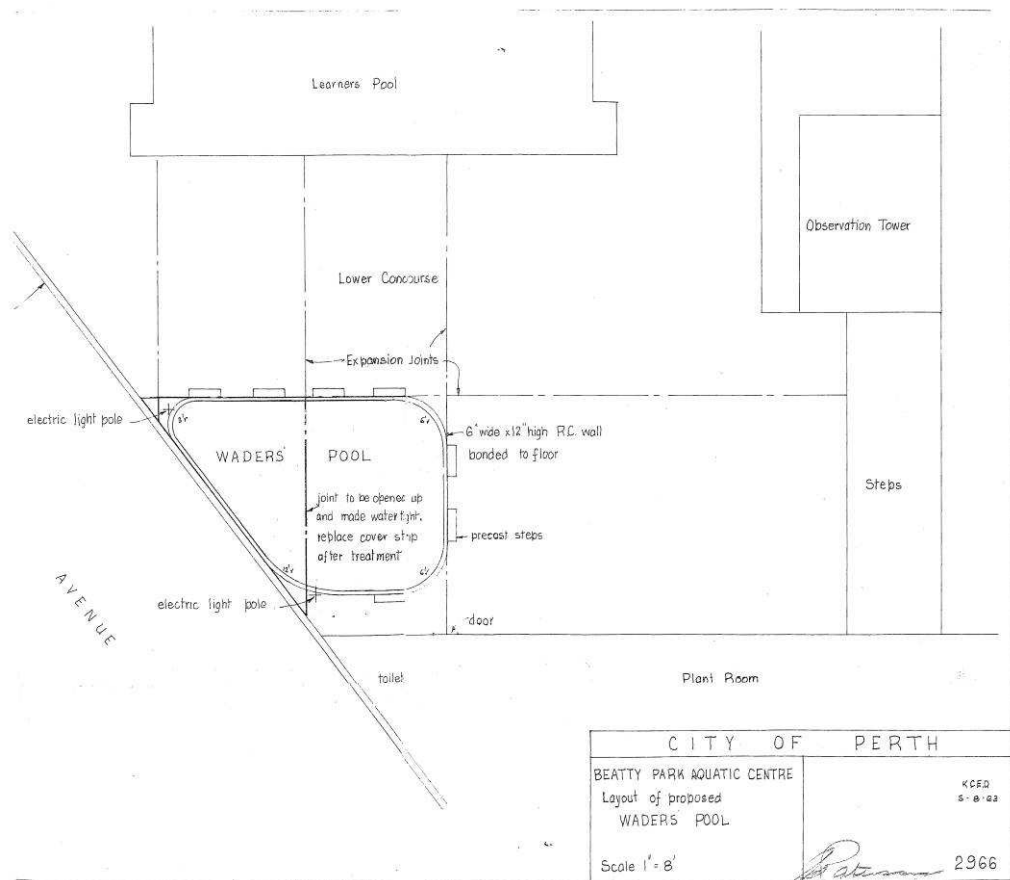 Learners Pool
Observation Tower
Lower Concourse
Expansion Joints
electric light pole
6" wide x 12" high R.C. wall
bonded to floor
WADERS' POOL
6'r
Steps
joint to be opened up
and made watertight,
replace cover strip
after treatment
precast steps
6'r
electric light pole
AVENUE
door
toilet
Plant Room
CITY OF PERTH
BEATTY PARK AQUATIC CENTRE
Layout of proposed
WADERS' POOL
Scale 1" = 8'
2966